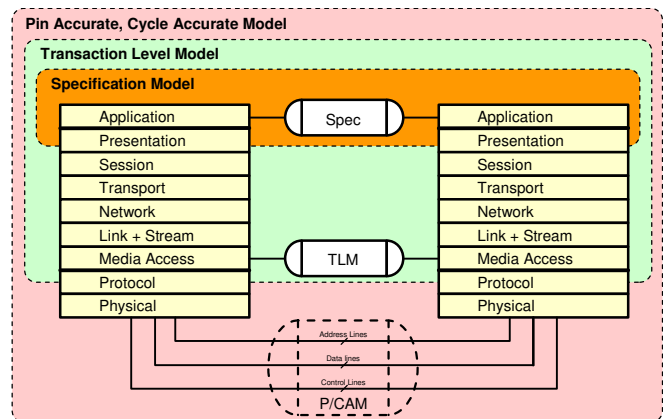 Pin Accurate, Cycle Accurate Model
Transaction Level Model
Specification Model
Application
Presentation
Session
Transport
Network
Link + Stream
Media Access
Protocol
Physical
Spec
TLM
Application
Presentation
Session
Transport
Network
Link + Stream
Media Access
Protocol
Physical
Address Lines
Data lines
Control Lines
P/CAM